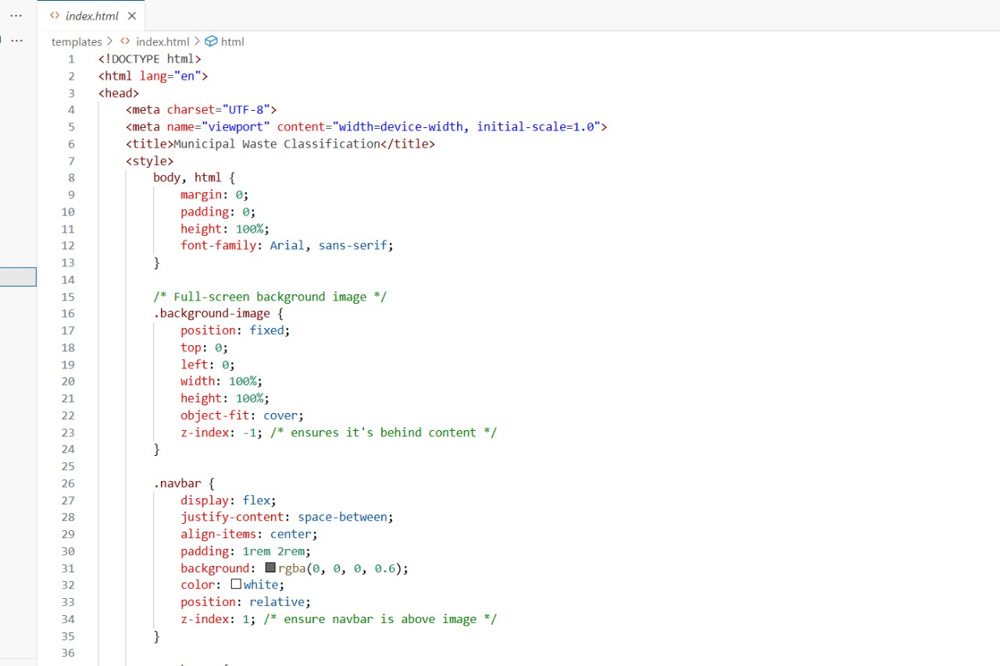 index.html
templates > index.html > html
1 <!DOCTYPE html>
2 <html lang="en">
3 <head>
4     <meta charset="UTF-8">
5     <meta name="viewport" content="width=device-width, initial-scale=1.0">
6     <title>Municipal Waste Classification</title>
7     <style>
8         body, html {
9             margin: 0;
10             padding: 0;
11             height: 100%;
12             font-family: Arial, sans-serif;
13         }
14
15         /* Full-screen background image */
16         .background-image {
17             position: fixed;
18             top: 0;
19             left: 0;
20             width: 100%;
21             height: 100%;
22             object-fit: cover;
23             z-index: -1; /* ensures it's behind content */
24         }
25
26         .navbar {
27             display: flex;
28             justify-content: space-between;
29             align-items: center;
30             padding: 1rem 2rem;
31             background: rgba(0, 0, 0, 0.6);
32             color: white;
33             position: relative;
34             z-index: 1; /* ensure navbar is above image */
35         }
36